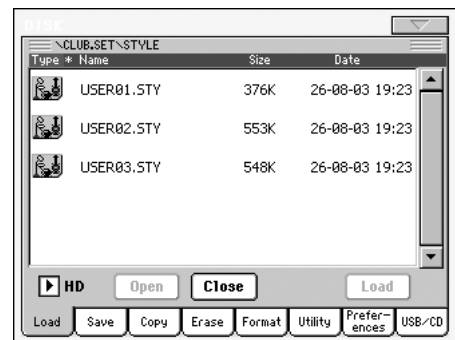 DISK
\CLUB.SET\STYLE
Type * Name Size Date
USER01.STY 376K 26-08-03 19:23
USER02.STY 553K 26-08-03 19:23
USER03.STY 548K 26-08-03 19:23
HD Open Close Load
Load Save Copy Erase Format Utility Prefer-ences USB/CD